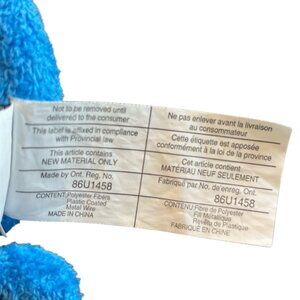 Not to be removed until
delivered to the consumer
This label is affixed in compliance
with Provincial law
This article contains
NEW MATERIAL ONLY
Made by Ont. Reg. No.
86U1458
CONTENT:Polyester Fibers
Plastic Coated
Metal Wire
MADE IN CHINA
Ne pas enlever avant la livraison
au consommateur
Cette étiquette est apposée
conformément à la loi de la province
Cet article contient
MATÉRIAU NEUF SEULEMENT
Fabriqué par No. d'enreg. Ont.
86U1458
CONTENU:Fibre de Polyester
Fil Métallique
Revêtu de Plastique
FABRIQUÉ EN CHINE